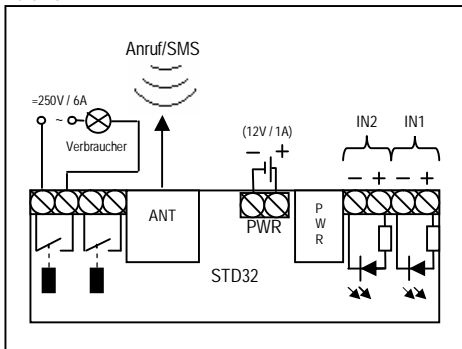 Anruf/SMS
=250V / 6A
~
Verbraucher
(12V / 1A)
− +
IN2 IN1
− + − +
ANT
PWR
P
W
R
STD32